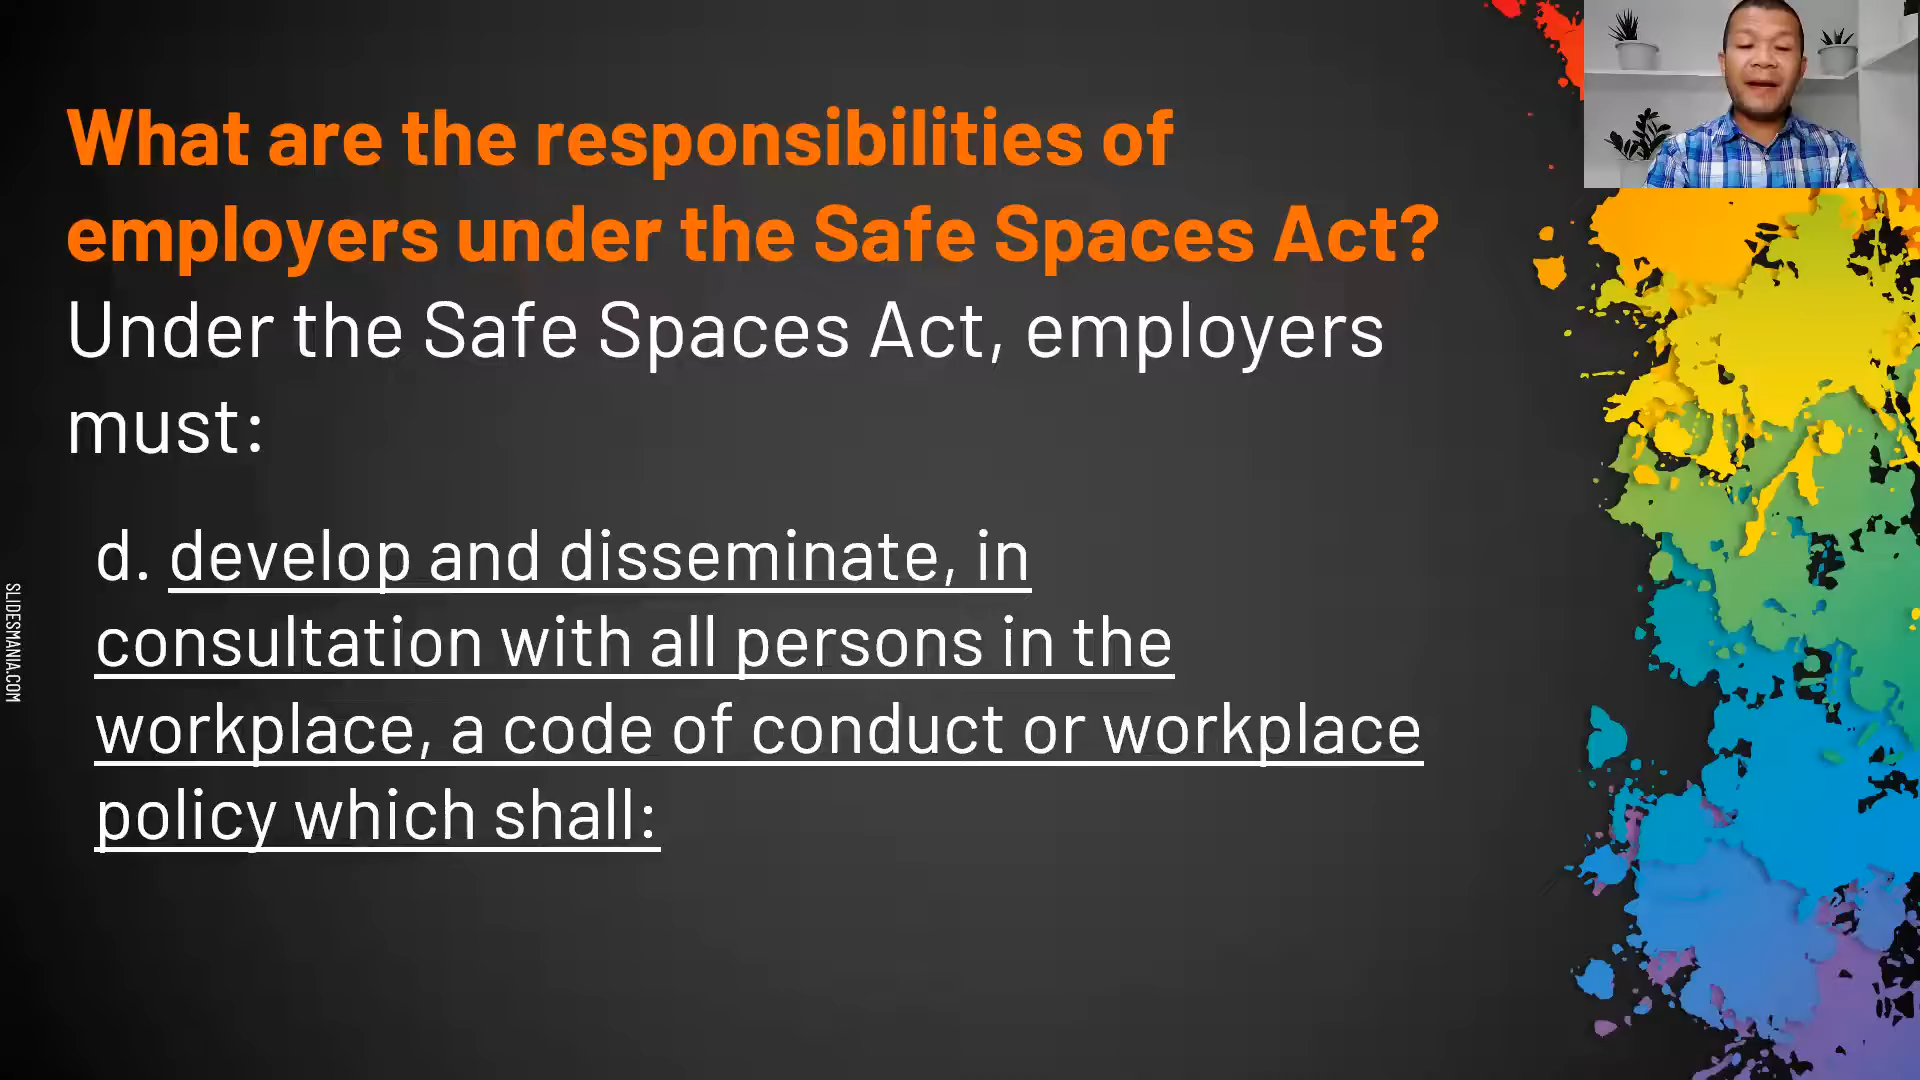 What are the responsibilities of
employers under the Safe Spaces Act?
Under the Safe Spaces Act, employers
must:
d. develop and disseminate, in
consultation with all persons in the
workplace, a code of conduct or workplace
policy which shall:
SLIDESMANIA.COM